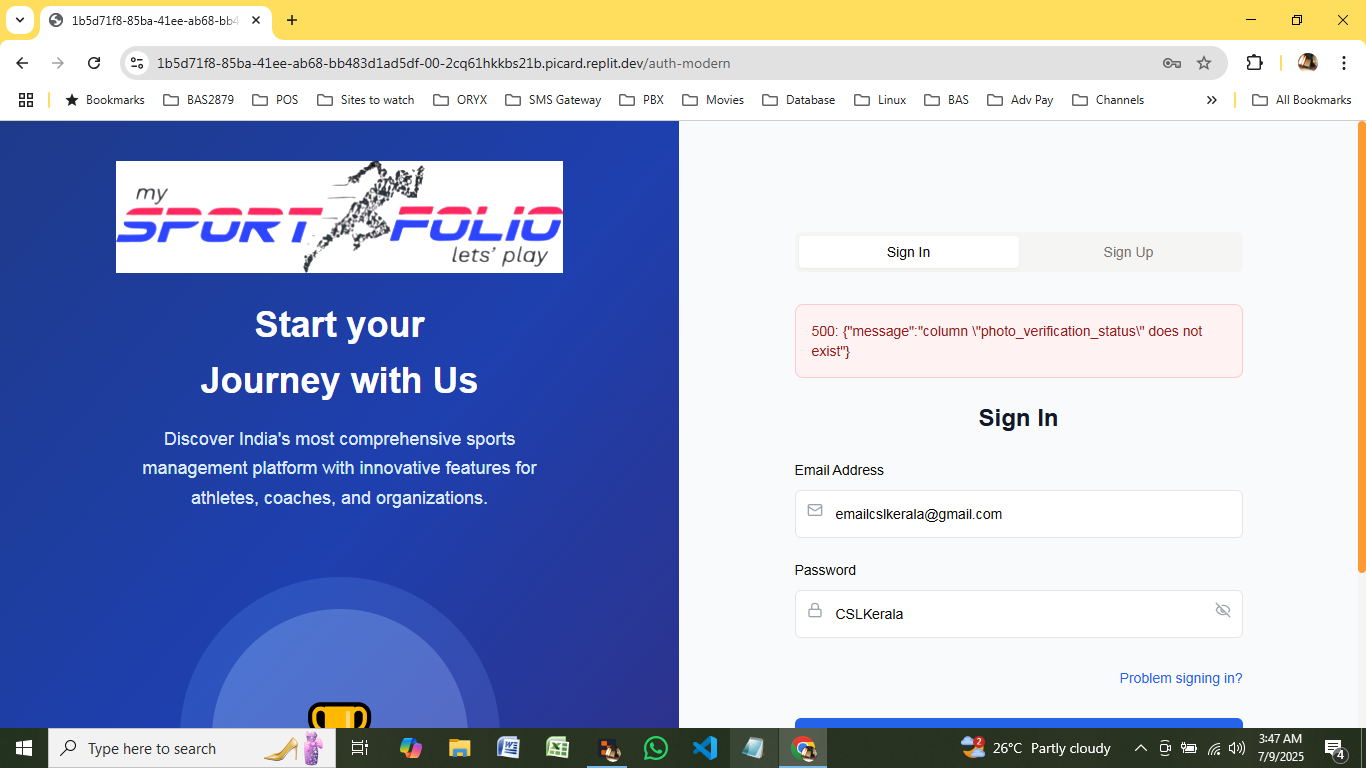 1b5d71f8-85ba-41ee-ab68-bb4
1b5d71f8-85ba-41ee-ab68-bb483d1ad5df-00-2cq61hkkbs21b.picard.replit.dev/auth-modern
Bookmarks BAS2879 POS Sites to watch ORYX SMS Gateway PBX Movies Database Linux BAS Adv Pay Channels All Bookmarks
my
SPORT FOLIO
lets' play
Start your
Journey with Us
Discover India's most comprehensive sports
management platform with innovative features for
athletes, coaches, and organizations.
Sign In Sign Up
500: {"message":"column \"photo_verification_status\" does not
exist"}
Sign In
Email Address
emailcslkerala@gmail.com
Password
CSLKerala
Problem signing in?
Type here to search
2
26°C Partly cloudy
3:47 AM
7/9/2025
4